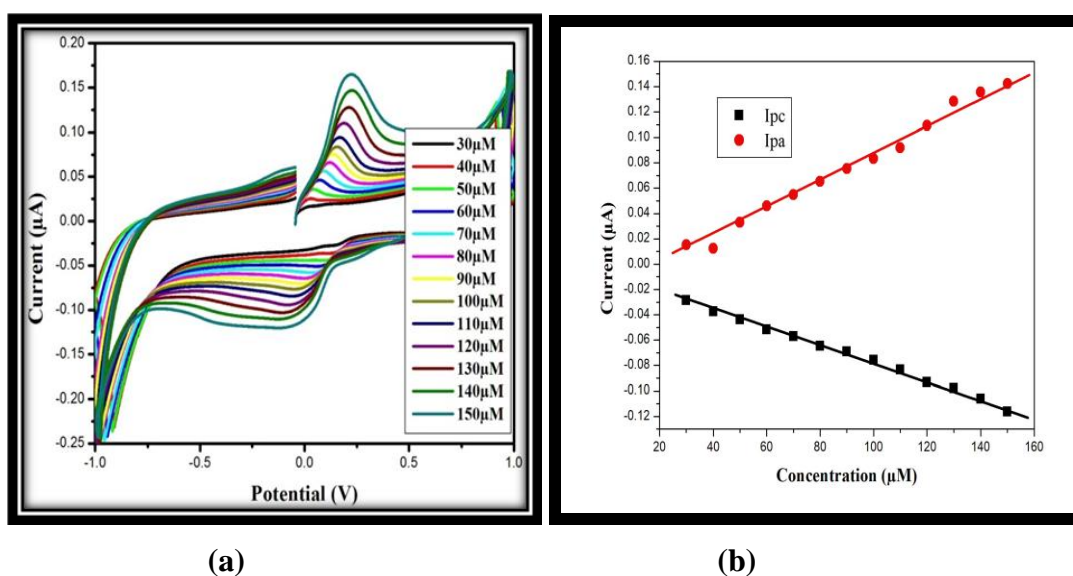 0.20
0.15
0.10
0.05
0.00
-0.05
-0.10
-0.15
-0.20
-0.25
Current (µA)
-1.0 -0.5 0.0 0.5 1.0
Potential (V)
30µM
40µM
50µM
60µM
70µM
80µM
90µM
100µM
110µM
120µM
130µM
140µM
150µM
(a)
0.16
0.14
0.12
0.10
0.08
0.06
0.04
0.02
0.00
-0.02
-0.04
-0.06
-0.08
-0.10
-0.12
Current (µA)
Ipc
Ipa
20 40 60 80 100 120 140 160
Concentration (µM)
(b)